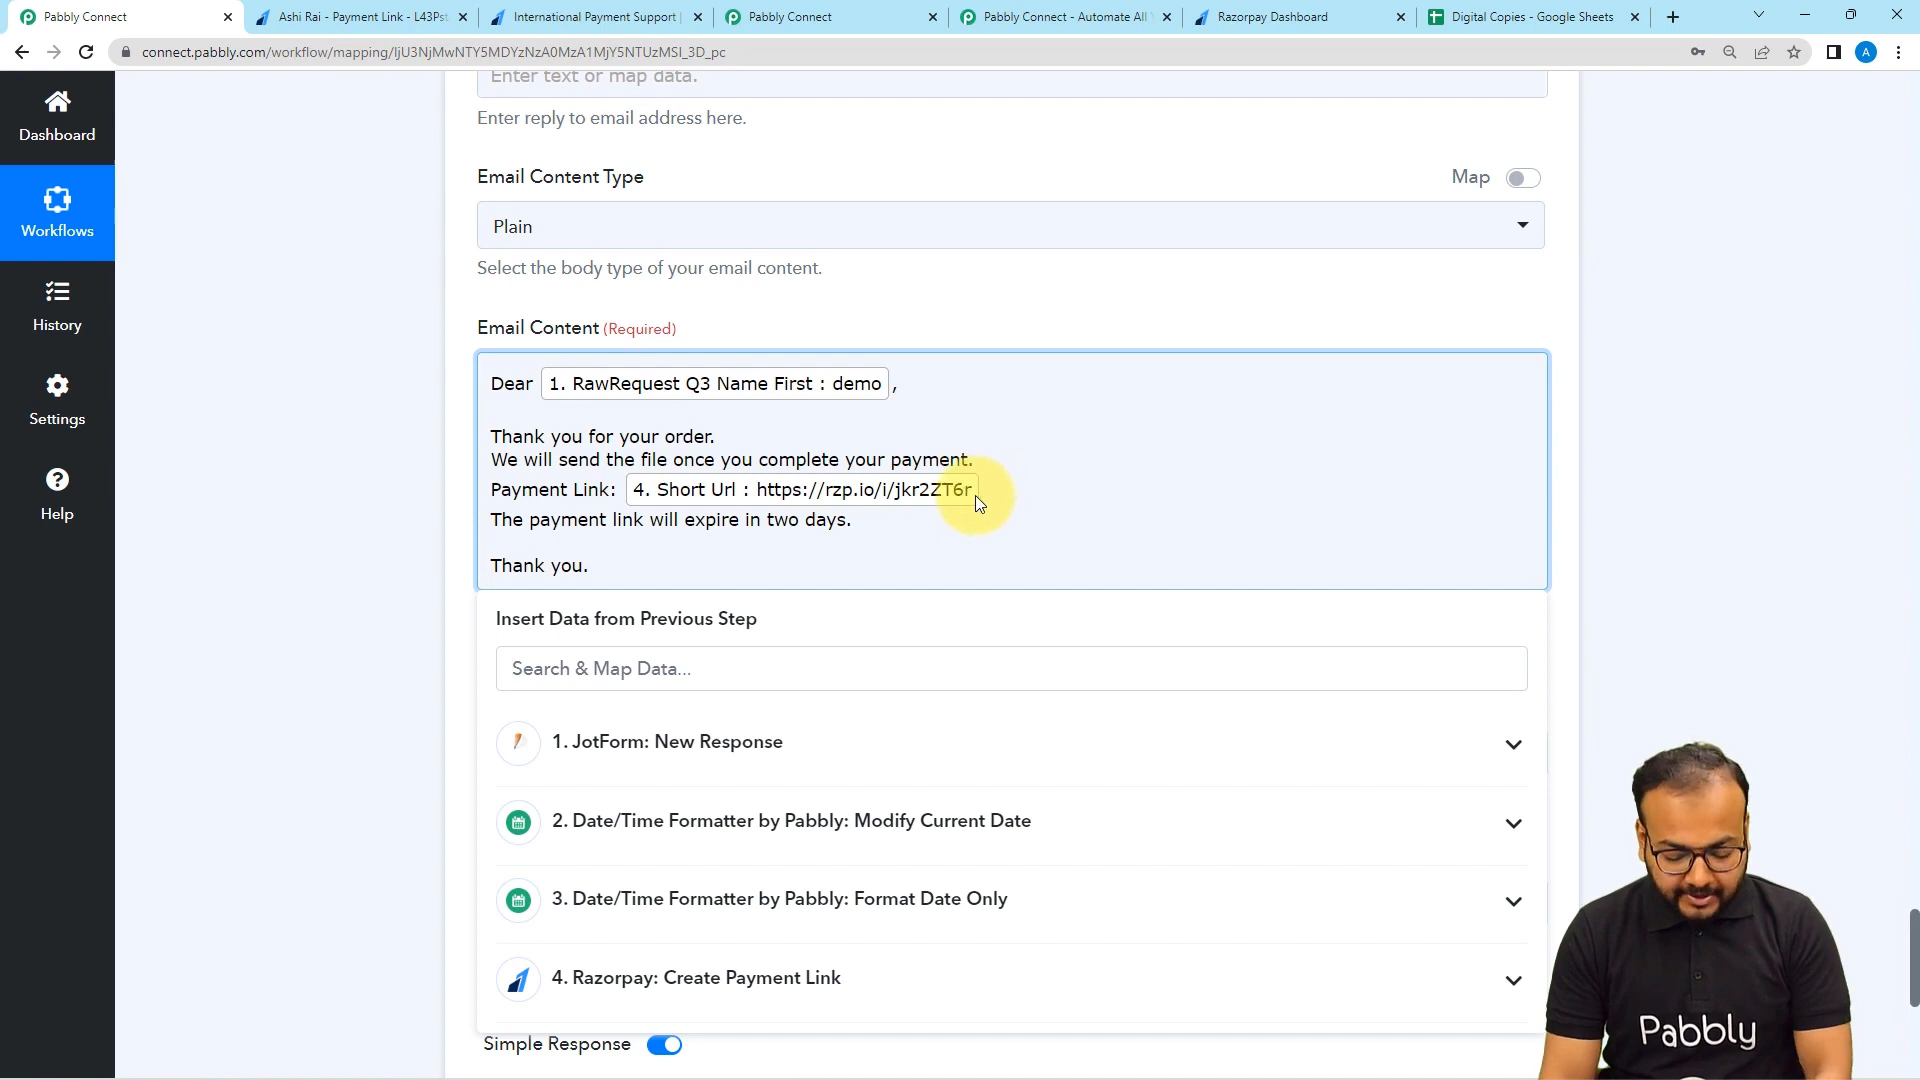 Pabbly Connect
Ashi Rai - Payment Link - L43Pst
International Payment Support |
Pabbly Connect
Pabbly Connect - Automate All Y
Razorpay Dashboard
Digital Copies - Google Sheets
connect.pabbly.com/workflow/mapping/IjU3NjMwNTY5MDYzNzA0MzA1MjY5NTUzMSI_3D_pc
A
Dashboard
Workflows
History
Settings
Help
Enter text or map data.
Enter reply to email address here.
Email Content Type
Map
Plain
Select the body type of your email content.
Email Content (Required)
Dear 1. RawRequest Q3 Name First : demo ,
Thank you for your order.
We will send the file once you complete your payment.
Payment Link: 4. Short Url : https://rzp.io/i/jkr2ZT6r
The payment link will expire in two days.
Thank you.
Insert Data from Previous Step
Search & Map Data...
1. JotForm: New Response
2. Date/Time Formatter by Pabbly: Modify Current Date
3. Date/Time Formatter by Pabbly: Format Date Only
4. Razorpay: Create Payment Link
Simple Response
Pabbly